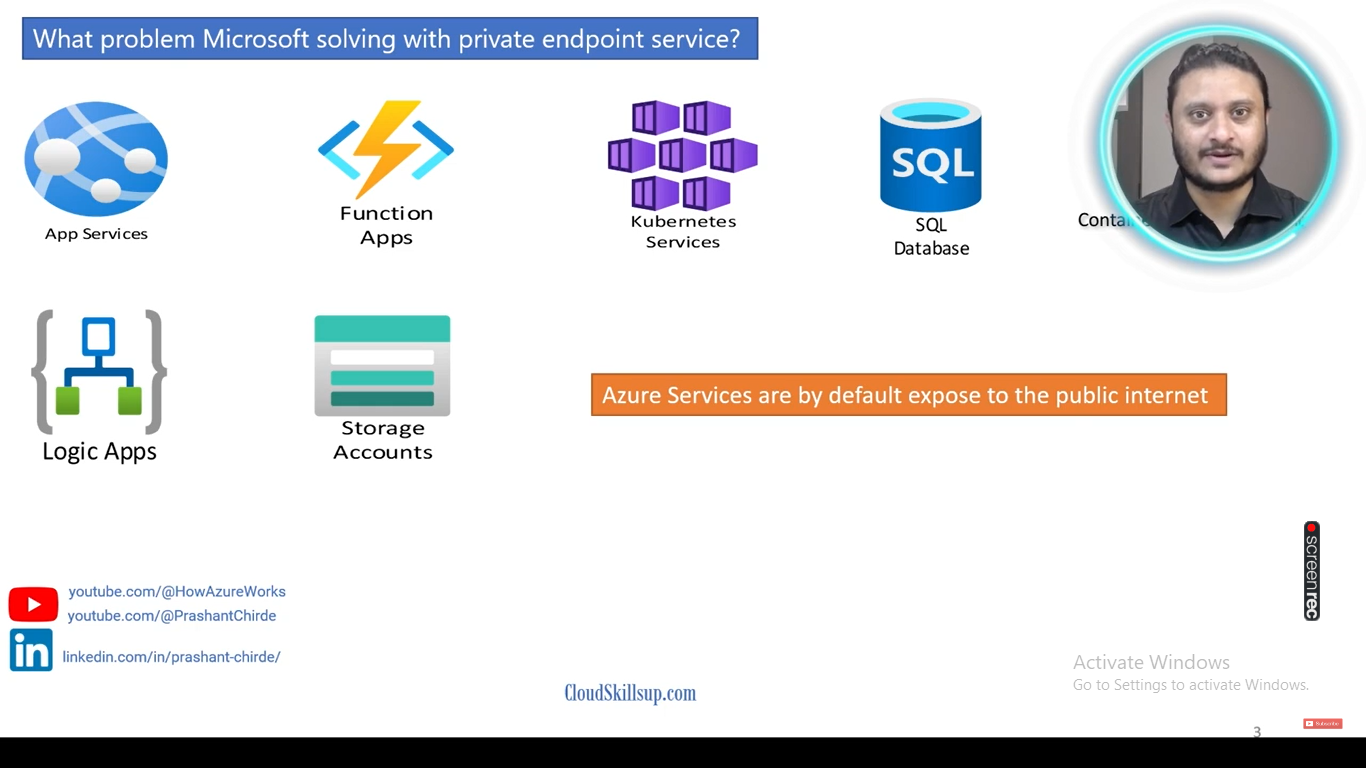 What problem Microsoft solving with private endpoint service?
App Services
Function
Apps
Kubernetes
Services
SQL
SQL
Database
Logic Apps
Storage
Accounts
Azure Services are by default expose to the public internet
screenrec
youtube.com/@HowAzureWorks
youtube.com/@PrashantChirde
in
linkedin.com/in/prashant-chirde/
Activate Windows
Go to Settings to activate Windows.
CloudSkillsup.com
Subscribe
3